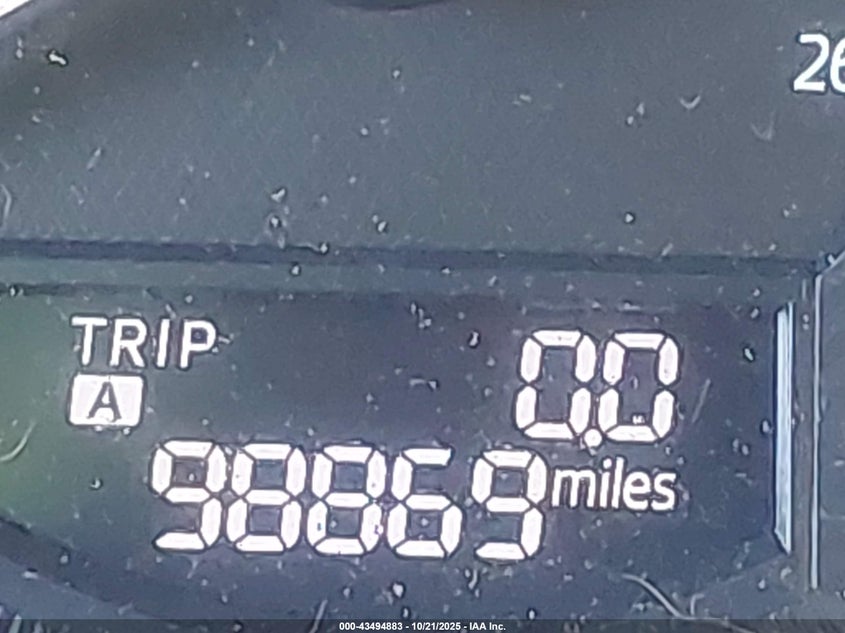 26
TRIP 0.0
A
98869 miles
000-43494883 - 10/21/2025 - IAA Inc.